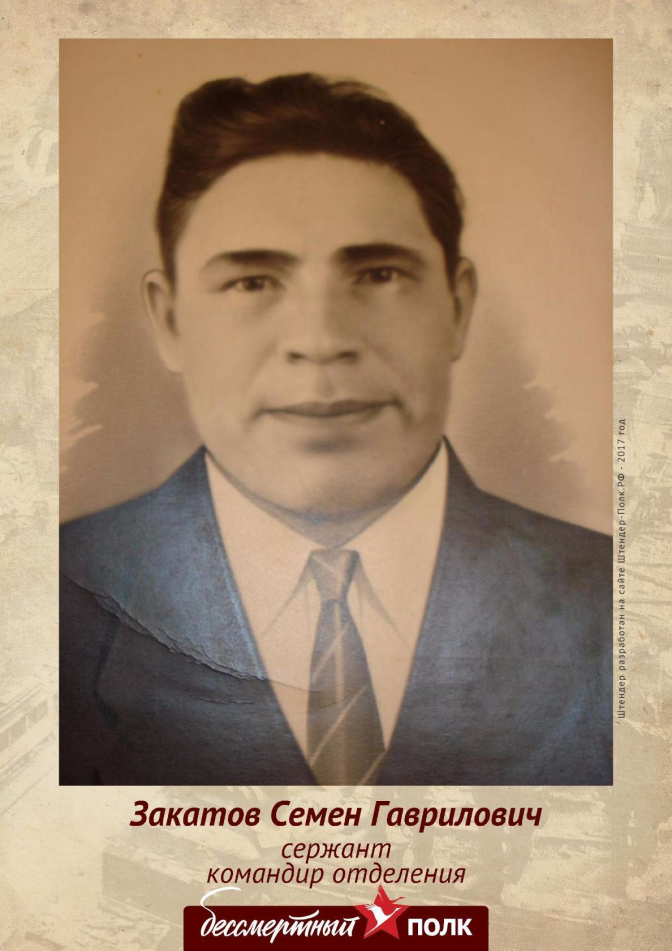 Штендер разработан на сайте Штендер-Полк.РФ - 2017 год
Закатов Семен Гаврилович
сержант
командир отделения
бессмертный ПОЛК